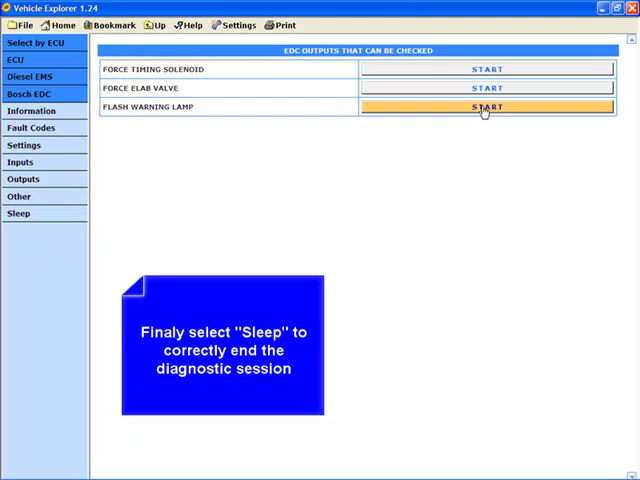 Vehicle Explorer 1.24
File Home Bookmark Up Help Settings Print
Select by ECU
ECU
Diesel EMS
Bosch EDC
Information
Fault Codes
Settings
Inputs
Outputs
Other
Sleep
EDC OUTPUTS THAT CAN BE CHECKED
FORCE TIMING SOLENOID START
FORCE ELAB VALVE START
FLASH WARNING LAMP START
Finaly select "Sleep" to
correctly end the
diagnostic session